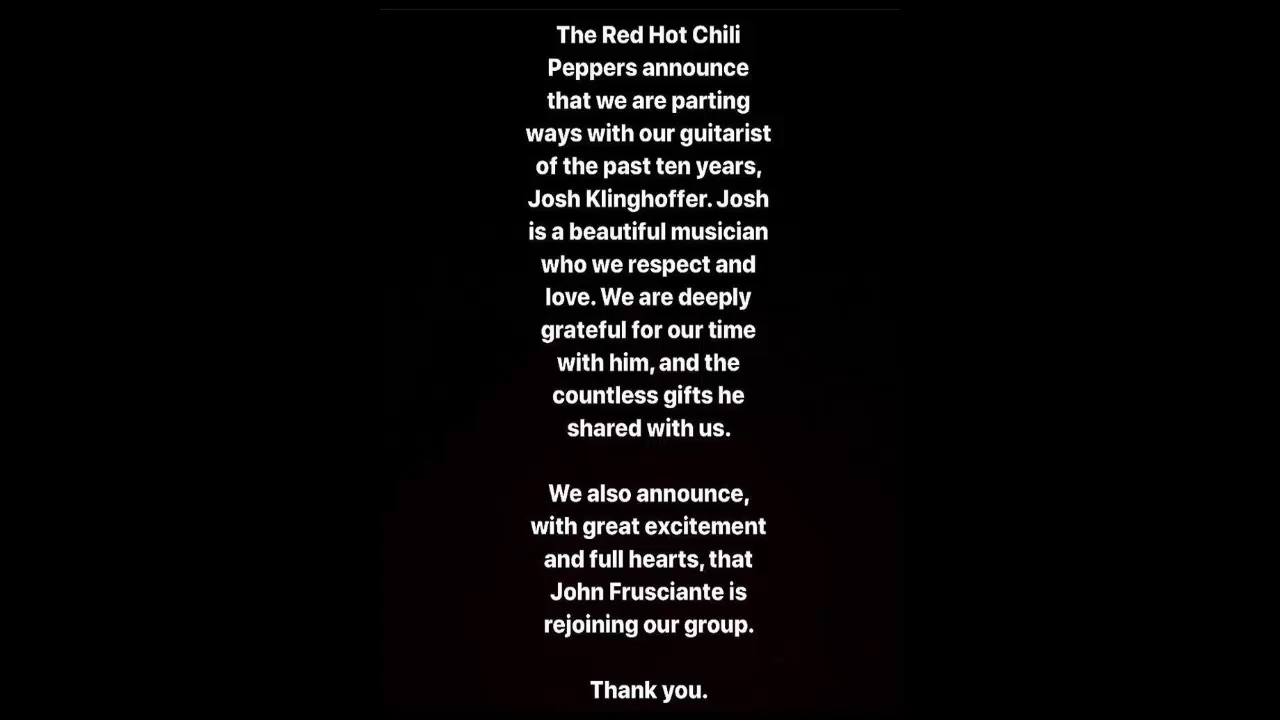 The Red Hot Chili
Peppers announce
that we are parting
ways with our guitarist
of the past ten years,
Josh Klinghoffer. Josh
is a beautiful musician
who we respect and
love. We are deeply
grateful for our time
with him, and the
countless gifts he
shared with us.
We also announce,
with great excitement
and full hearts, that
John Frusciante is
rejoining our group.
Thank you.